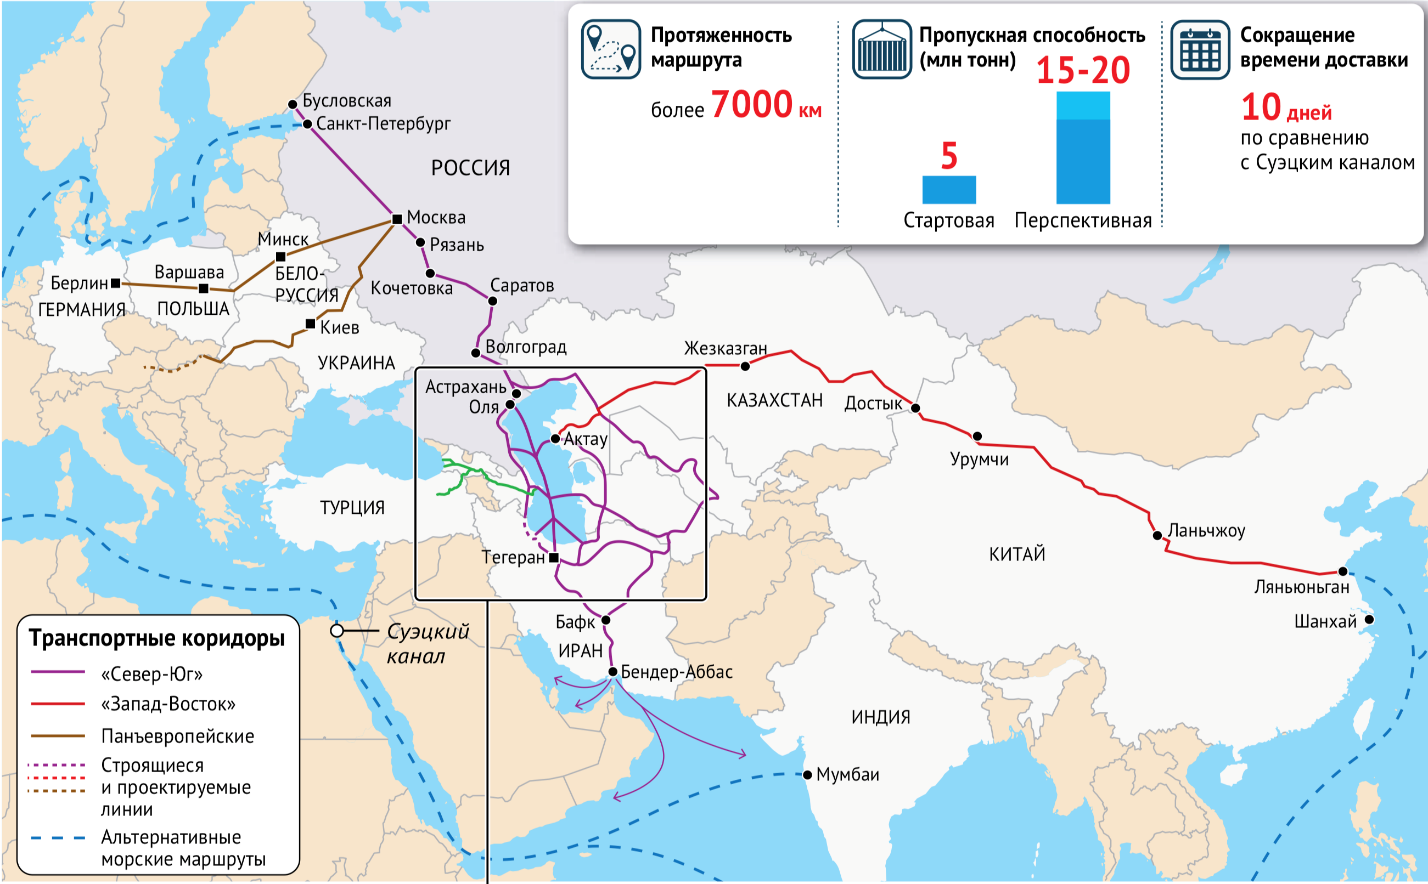 Протяженность
маршрута
более 7000 км
Пропускная способность
(млн тонн)
15-20
5
Стартовая
Перспективная
Сокращение
времени доставки
10 дней
по сравнению
с Суэцким каналом
Бусловская
Санкт-Петербург
РОССИЯ
Москва
Минск
Рязань
Варшава
Берлин
БЕЛО-
РУССИЯ
Кочетовка
Саратов
ГЕРМАНИЯ
ПОЛЬША
Киев
Волгоград
УКРАИНА
Жезказган
Астрахань
Оля
КАЗАХСТАН
Достык
Актау
Урумчи
ТУРЦИЯ
Ланьчжоу
Тегеран
КИТАЙ
Ляньюньган
Бафк
Шанхай
Суэцкий
канал
ИРАН
Бендер-Аббас
ИНДИЯ
Мумбаи
Транспортные коридоры
«Север-Юг»
«Запад-Восток»
Панъевропейские
Строящиеся
и проектируемые
линии
Альтернативные
морские маршруты